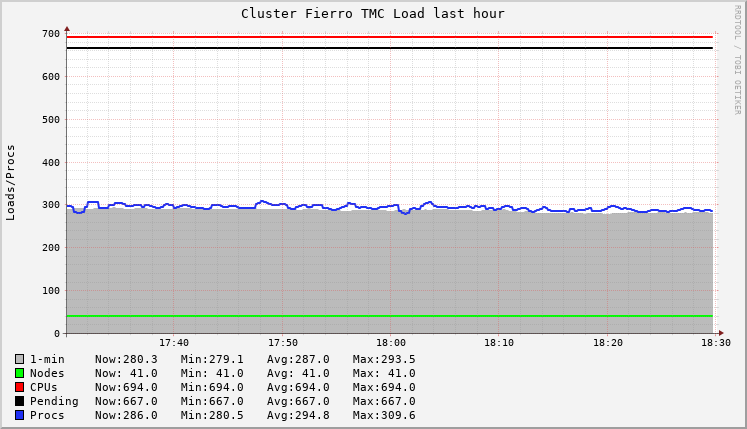 Cluster Fierro TMC Load last hour
RRDTOOL / TOBI OETIKER
Loads/Procs
700
600
500
400
300
200
100
0
17:40 17:50 18:00 18:10 18:20 18:30
1-min Now:280.3 Min:279.1 Avg:287.0 Max:293.5
Nodes Now: 41.0 Min: 41.0 Avg: 41.0 Max: 41.0
CPUs Now:694.0 Min:694.0 Avg:694.0 Max:694.0
Pending Now:667.0 Min:667.0 Avg:667.0 Max:667.0
Procs Now:286.0 Min:280.5 Avg:294.8 Max:309.6